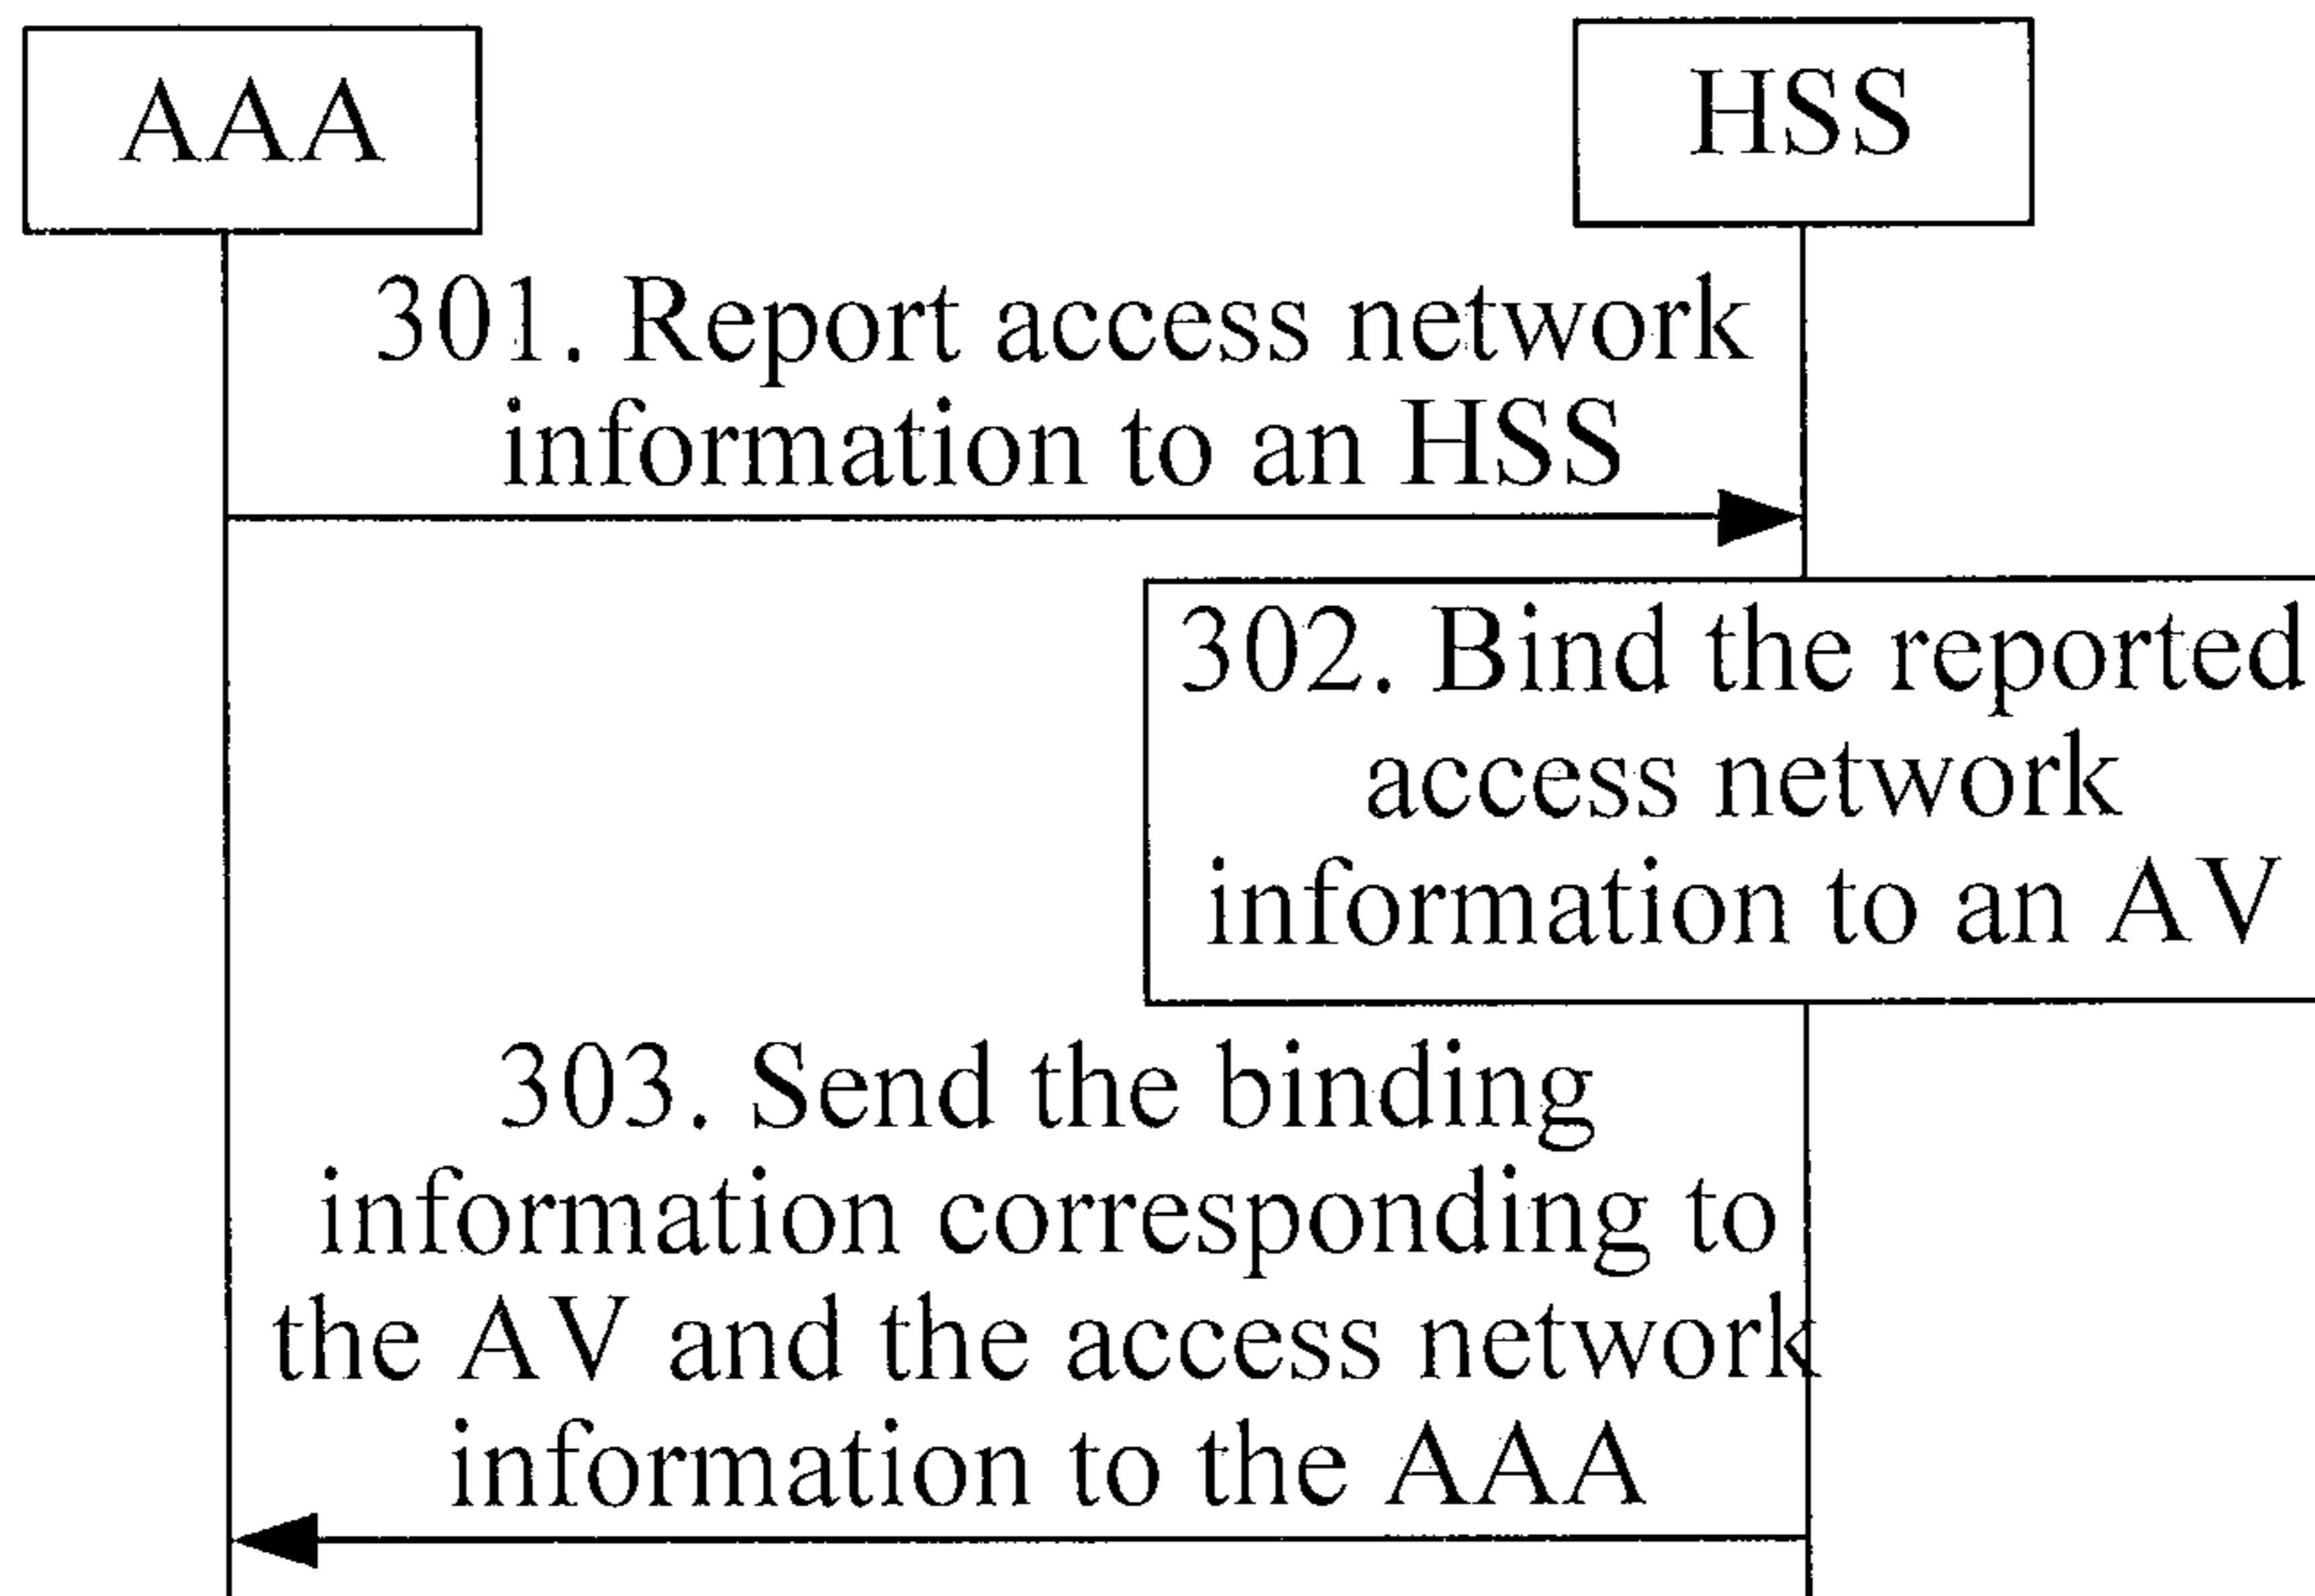 AAA
HSS
301. Report access network
information to an HSS
302. Bind the reported
access network
information to an AV
303. Send the binding
information corresponding to
the AV and the access network
information to the AAA